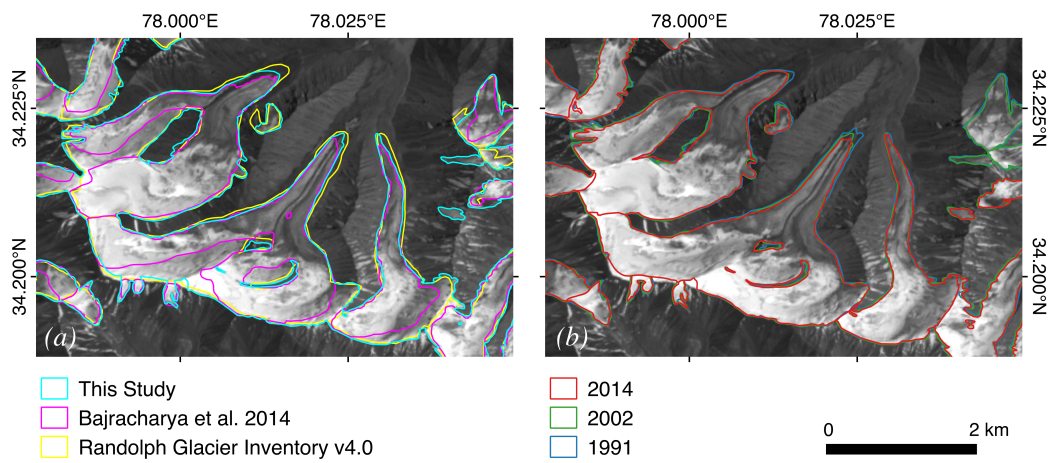 78.000°E 78.025°E 78.000°E 78.025°E
34.225°N
34.200°N
34.225°N
34.200°N
(a)
(b)
This Study
Bajracharya et al. 2014
Randolph Glacier Inventory v4.0
2014
2002
1991
0 2 km